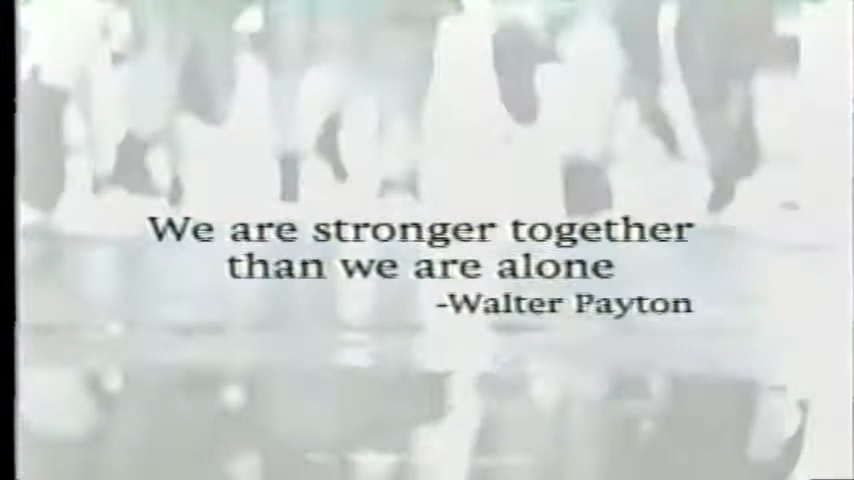 We are stronger together
than we are alone
-Walter Payton